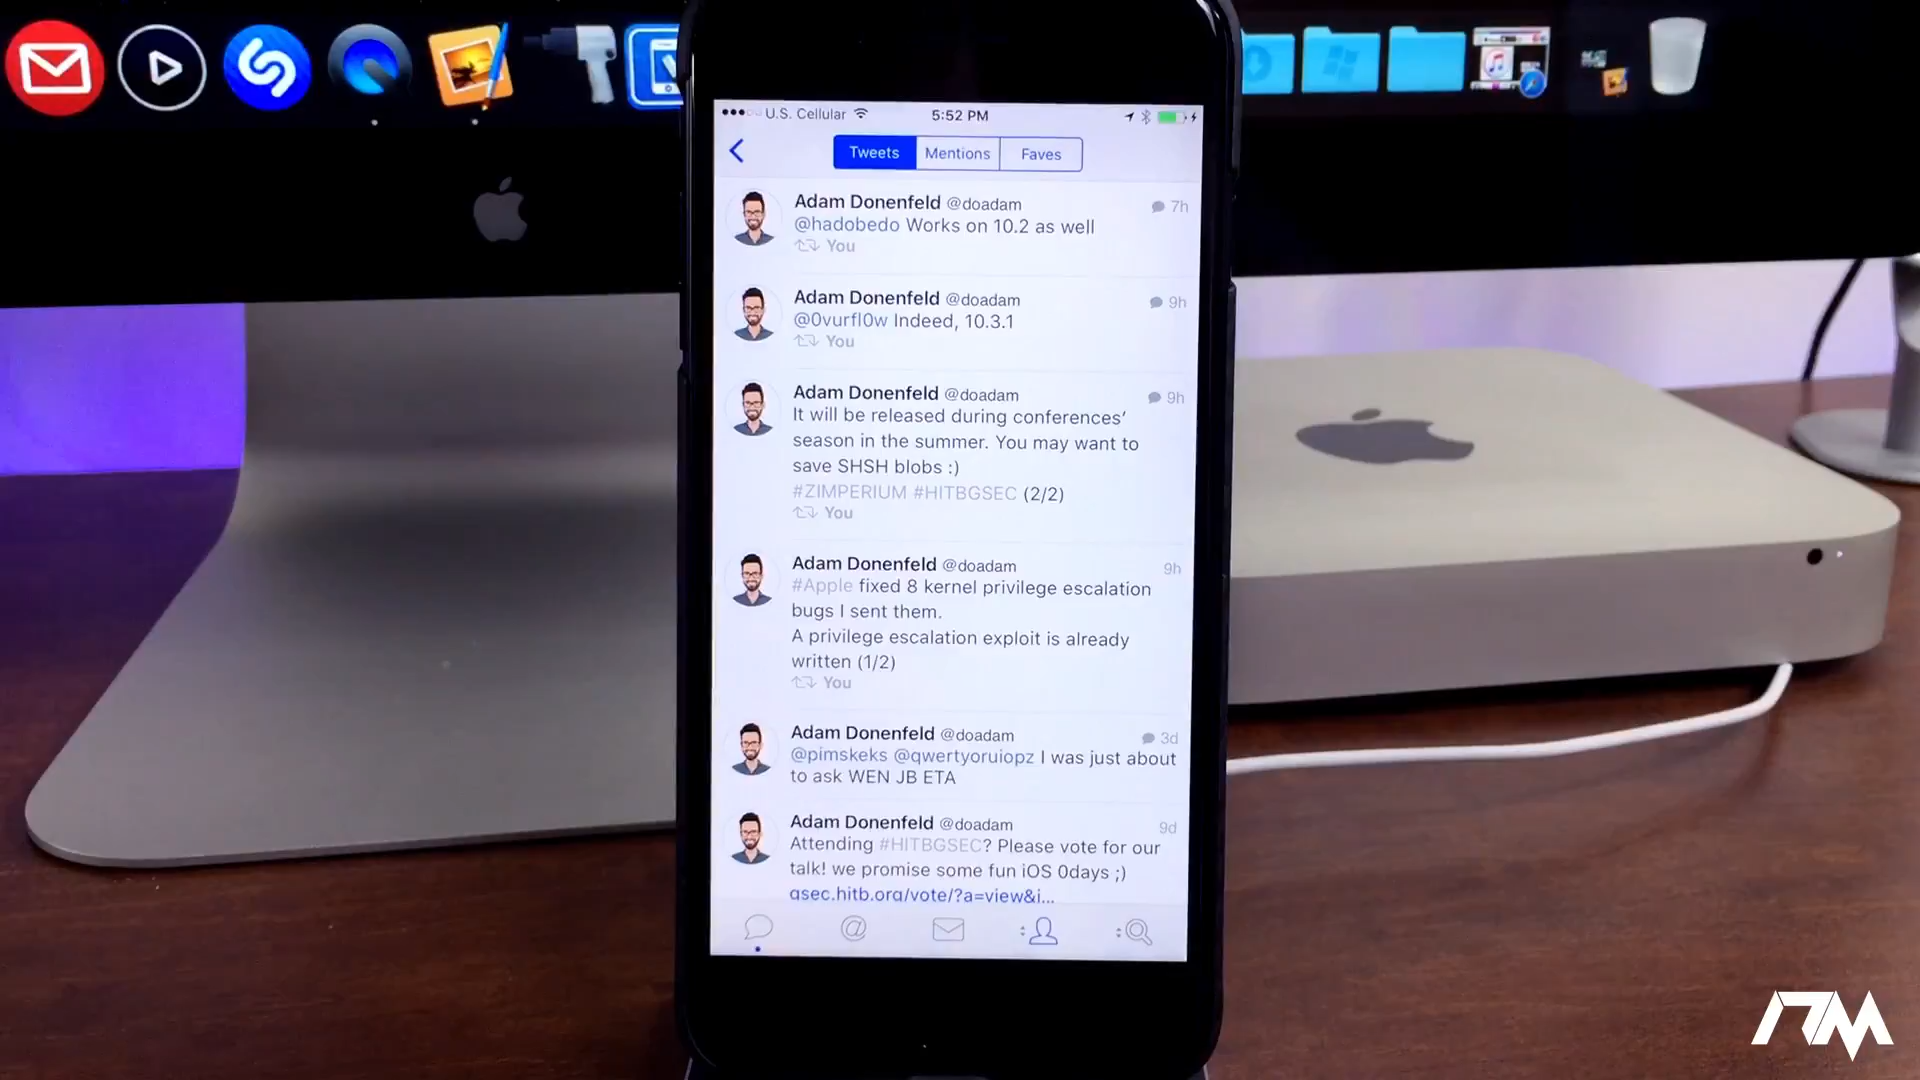 U.S. Cellular
5:52 PM
Tweets
Mentions
Faves
Adam Donenfeld @doadam
7h
@hadobedo Works on 10.2 as well
You
Adam Donenfeld @doadam
9h
@0vurfl0w Indeed, 10.3.1
You
Adam Donenfeld @doadam
9h
It will be released during conferences’
season in the summer. You may want to
save SHSH blobs :)
#ZIMPERIUM #HITBGSEC (2/2)
You
Adam Donenfeld @doadam
9h
#Apple fixed 8 kernel privilege escalation
bugs I sent them.
A privilege escalation exploit is already
written (1/2)
You
Adam Donenfeld @doadam
3d
@pimskeks @qwertyoruiopz I was just about
to ask WEN JB ETA
Adam Donenfeld @doadam
9d
Attending #HITBGSEC? Please vote for our
talk! we promise some fun iOS 0days ;)
gsec.hitb.org/vote/?a=view&i...